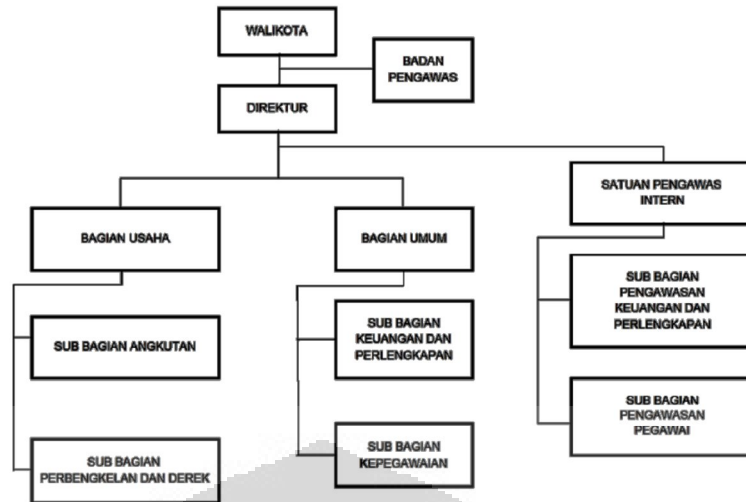 WALIKOTA
BADAN
PENGAWAS
DIREKTUR
SATUAN PENGAWAS
INTERN
BAGIAN USAHA
BAGIAN UMUM
SUB BAGIAN
PENGAWASAN
KEUANGAN DAN
PERLENGKAPAN
SUB BAGIAN ANGKUTAN
SUB BAGIAN
KEUANGAN DAN
PERLENGKAPAN
SUB BAGIAN
PENGAWASAN
PEGAWAI
SUB BAGIAN
PERBENGKELAN DAN DEREK
SUB BAGIAN
KEPEGAWAIAN